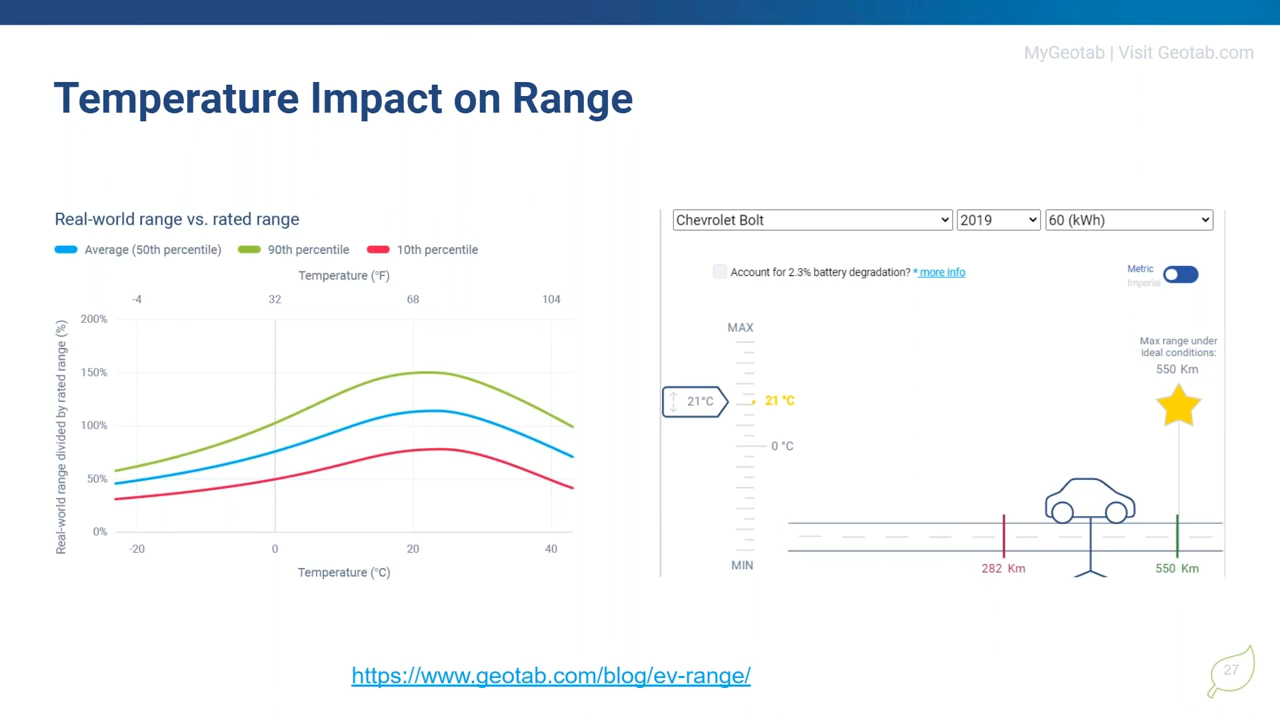 MyGeotab | Visit Geotab.com
Temperature Impact on Range
Real-world range vs. rated range
Average (50th percentile) 90th percentile 10th percentile
Temperature (°F)
-4 32 68 104
Real-world range divided by rated range (%)
200%
150%
100%
50%
0%
-20 0 20 40
Temperature (°C)
Chevrolet Bolt 2019 60 (kWh)
Account for 2.3% battery degradation? * more info
Metric
Imperial
MAX
Max range under
ideal conditions:
550 Km
21°C
21 °C
0 °C
MIN
282 Km
550 Km
https://www.geotab.com/blog/ev-range/
27